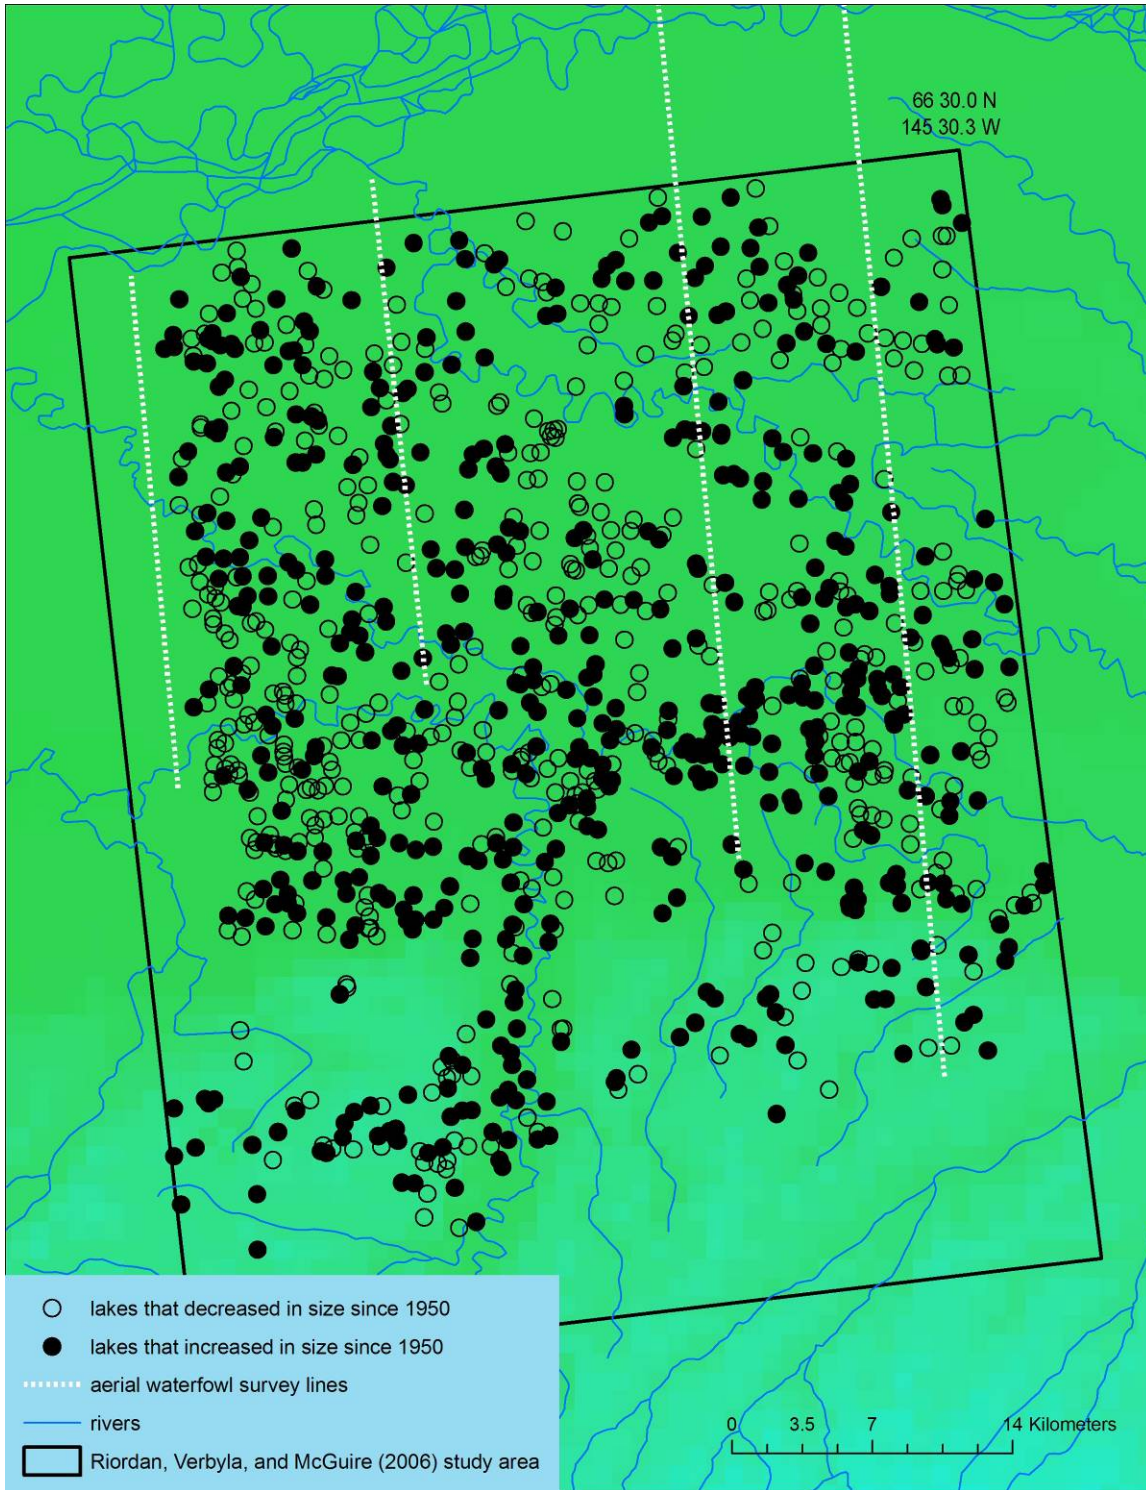 66 30.0 N
145 30.3 W
lakes that decreased in size since 1950
lakes that increased in size since 1950
aerial waterfowl survey lines
rivers
Riordan, Verbyla, and McGuire (2006) study area
0 3.5 7 14 Kilometers